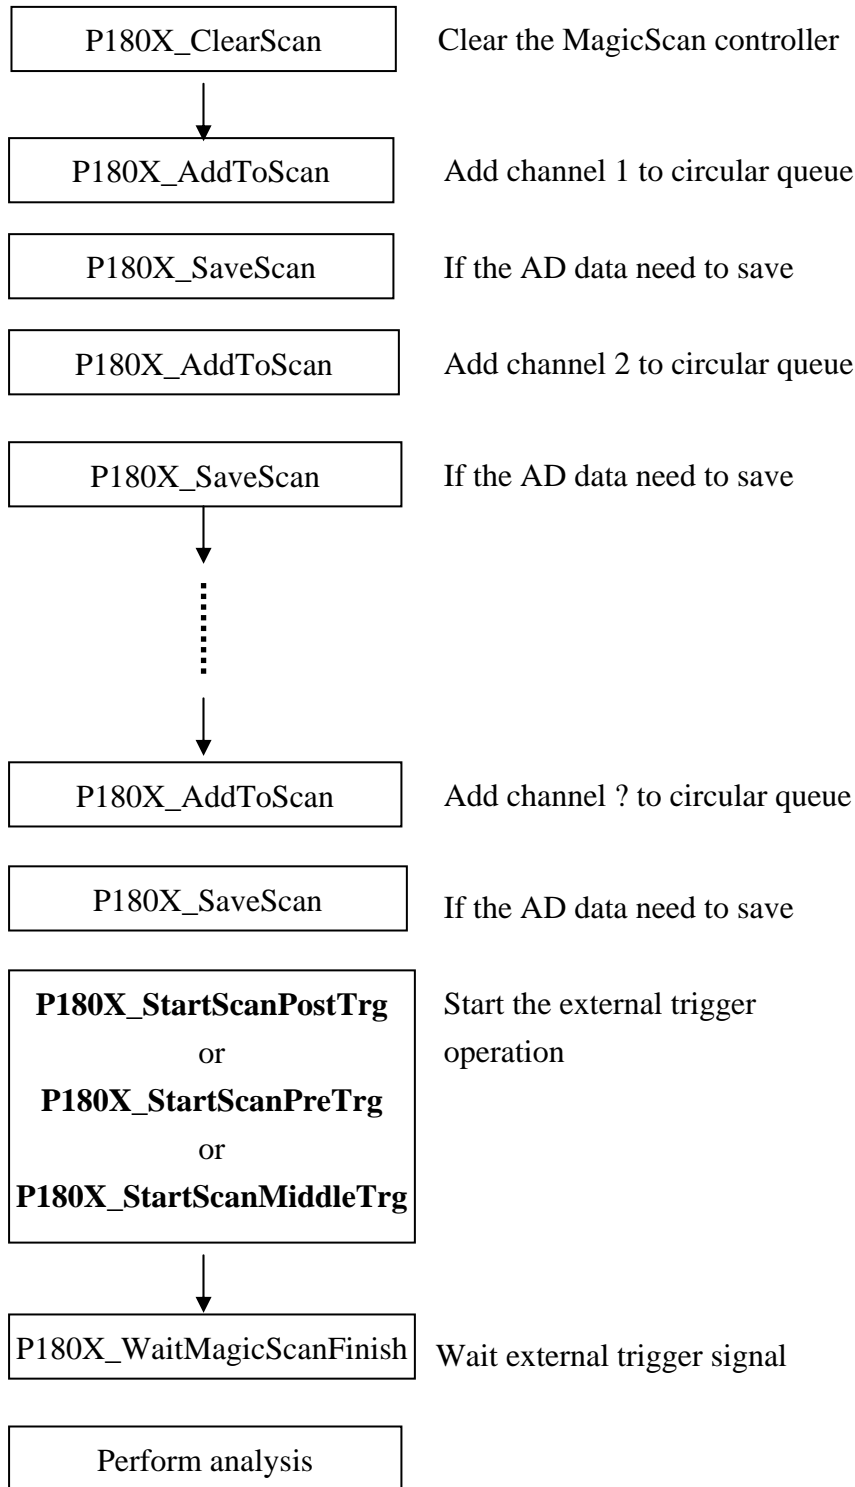 P180X_ClearScan Clear the MagicScan controller
P180X_AddToScan Add channel 1 to circular queue
P180X_SaveScan If the AD data need to save
P180X_AddToScan Add channel 2 to circular queue
P180X_SaveScan If the AD data need to save
P180X_AddToScan Add channel ? to circular queue
P180X_SaveScan If the AD data need to save
P180X_StartScanPostTrg
or
P180X_StartScanPreTrg
or
P180X_StartScanMiddleTrg
Start the external trigger
operation
P180X_WaitMagicScanFinish Wait external trigger signal
Perform analysis